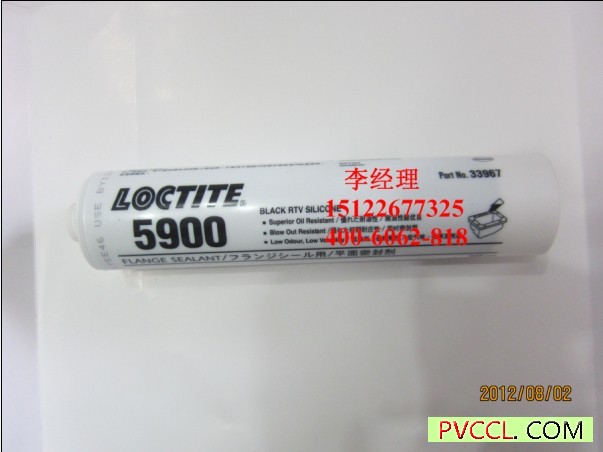 LOCTITE®
5900
BLACK RTV SILICONE
• Superior Oil Resistant /
• Blow Out Resistant /
• Low Odour, Low
FLANGE SEALANT/フランジシール用/平面密封剤
Part No. 33967
李经理
15122677325
400-6062-818
2012/08/02
PVCCL. COM